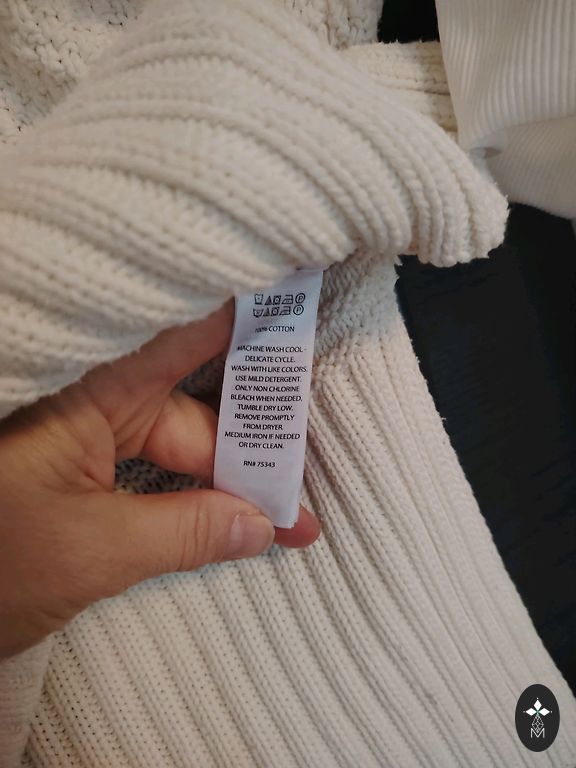 100% COTTON
MACHINE WASH COOL-
DELICATE CYCLE.
WASH WITH LIKE COLORS.
USE MILD DETERGENT.
ONLY NON CHLORINE
BLEACH WHEN NEEDED.
TUMBLE DRY LOW.
REMOVE PROMPTLY
FROM DRYER.
MEDIUM IRON IF NEEDED
OR DRY CLEAN.
RN# 75343
M